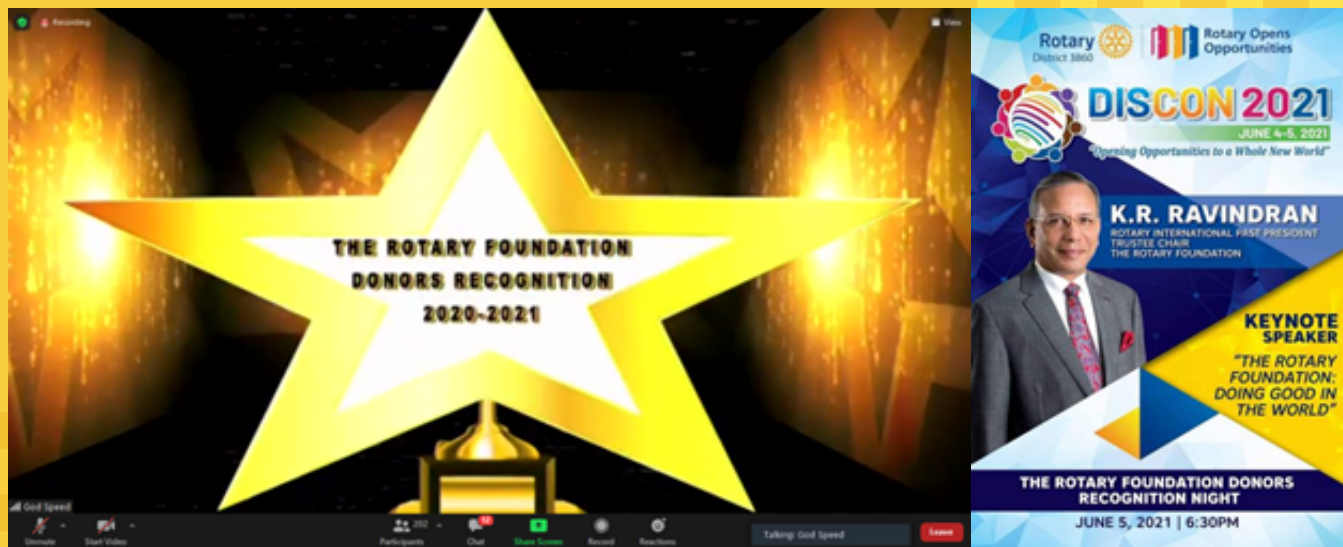 Recording
View
THE ROTARY FOUNDATION
DONORS RECOGNITION
2020-2021
God Speed
Unmute
Start Video
Participants
202
Chat
12
Share Screen
Record
Reactions
Talking: God Speed
Leave
Rotary
District 3860
Rotary Opens
Opportunities
DISCON 2021
JUNE 4-5, 2021
"Opening Opportunities to a Whole New World"
K.R. RAVINDRAN
ROTARY INTERNATIONAL PAST PRESIDENT
TRUSTEE CHAIR
THE ROTARY FOUNDATION
KEYNOTE
SPEAKER
"THE ROTARY
FOUNDATION:
DOING GOOD IN
THE WORLD"
THE ROTARY FOUNDATION DONORS
RECOGNITION NIGHT
JUNE 5, 2021 | 6:30PM